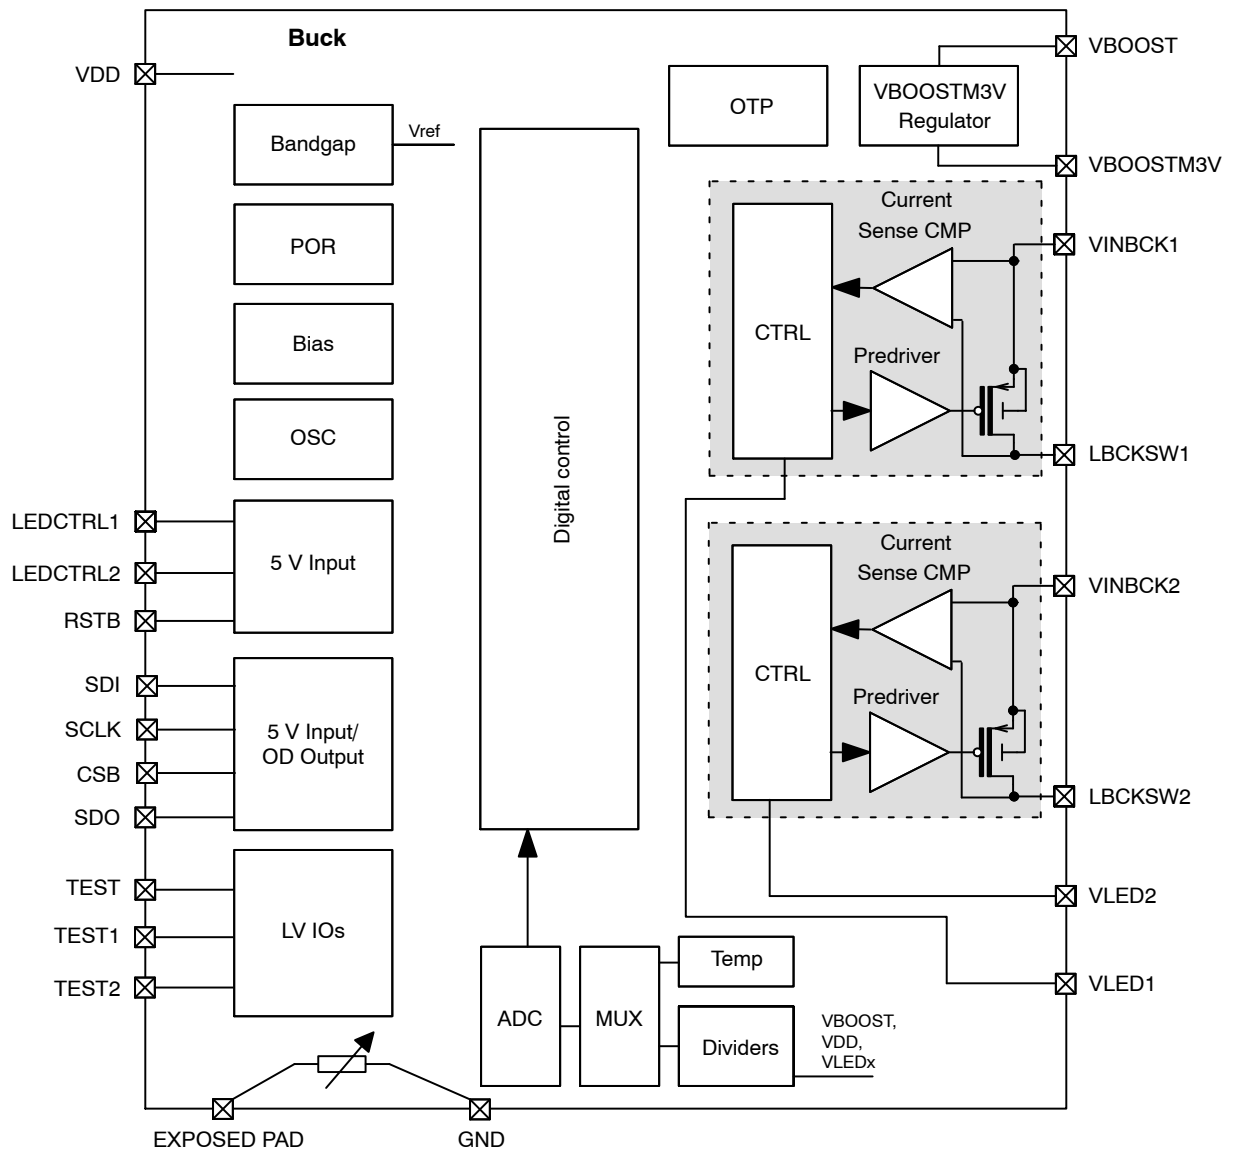 Buck
VDD
VBOOST
OTP
VBOOSTM3V
Regulator
Bandgap
Vref
VBOOSTM3V
POR
Current
Sense CMP
VINBCK1
CTRL
Bias
Predriver
OSC
LBCKSW1
Digital control
LEDCTRL1
LEDCTRL2
RSTB
5 V Input
Current
Sense CMP
VINBCK2
CTRL
Predriver
SDI
SCLK
CSB
SDO
5 V Input/
OD Output
LBCKSW2
TEST
TEST1
TEST2
LV IOs
VLED2
VLED1
ADC
MUX
Temp
Dividers
VBOOST,
VDD,
VLEDx
EXPOSED PAD
GND